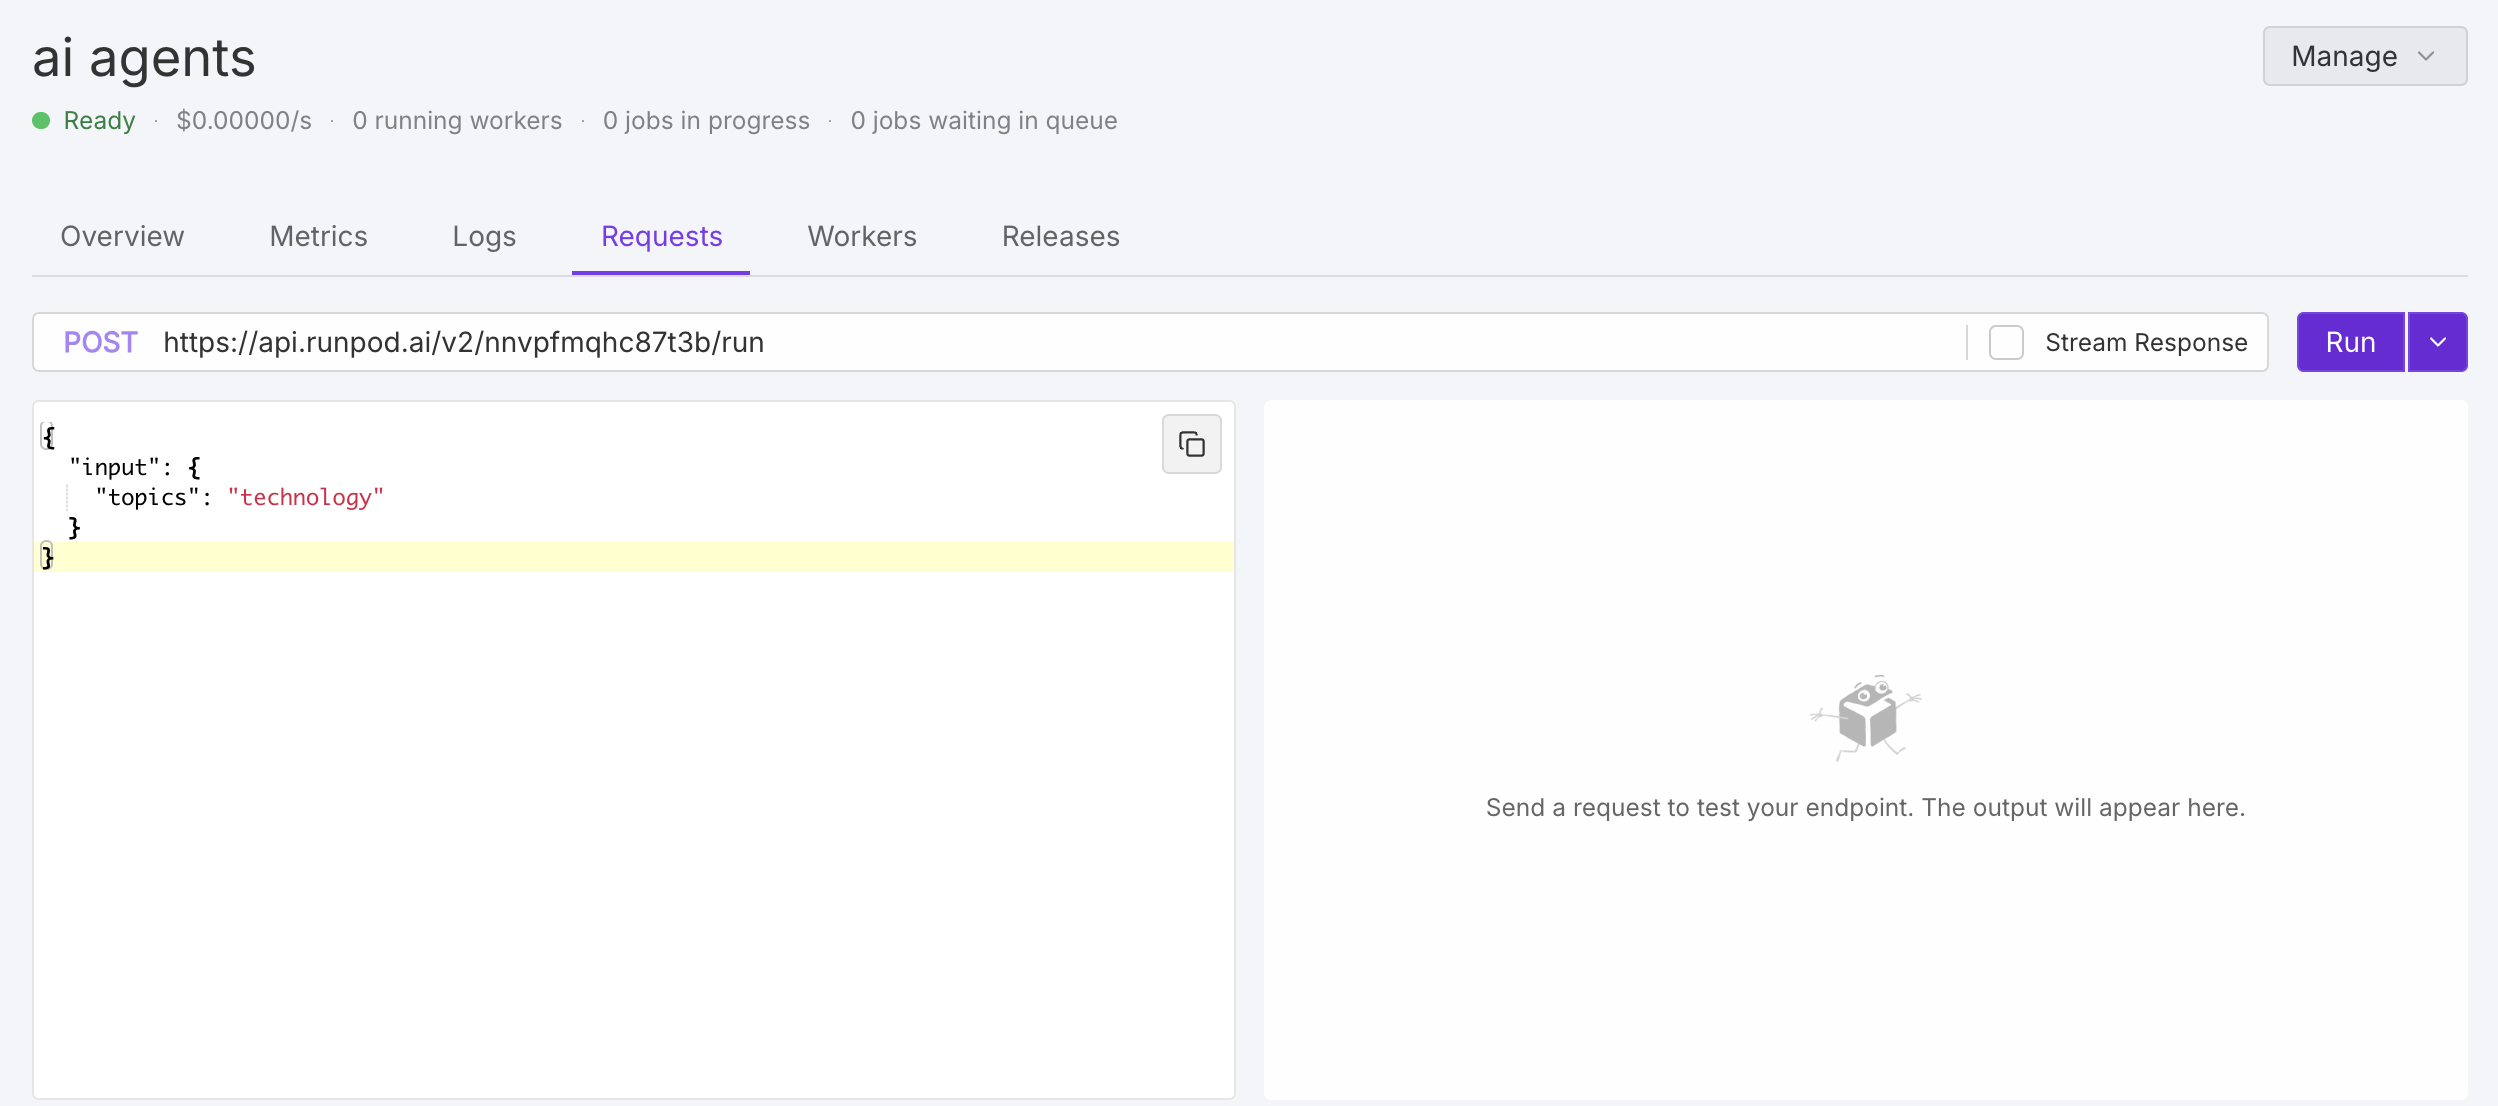 ai agents
Manage
Ready · $0.00000/s · 0 running workers · 0 jobs in progress · 0 jobs waiting in queue
Overview Metrics Logs Requests Workers Releases
POST https://api.runpod.ai/v2/nnvpfmqhc87t3b/run Stream Response Run
{
"input": {
"topics": "technology"
}
}
Send a request to test your endpoint. The output will appear here.